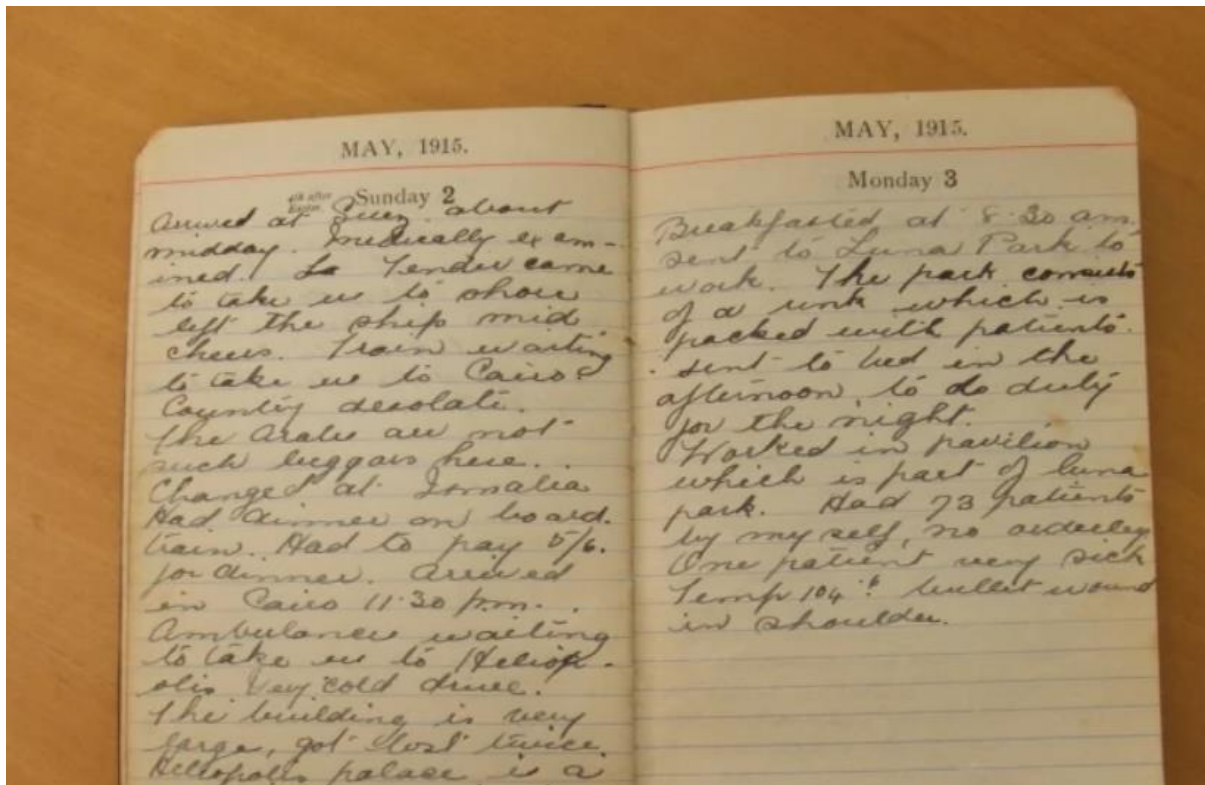 MAY, 1915.
4th after Easter Sunday 2
Arrived at Suez about
midday. Medically exam-
ined. Tender came
to take us to shore
left the ship mid
cheers. Train waiting
to take us to Cairo
Country desolate.
The Arabs are not
such beggars here.
Changed at Ismalia
Had dinner on board.
train. Had to pay 5/6.
for dinner. Arrived
in Cairo 11.30 p.m.
Ambulances waiting
to take us to Heliop-
olis Very cold drive.
The building is very
large, got lost twice.
Heliopolis palace is a
MAY, 1915.
Monday 3
Breakfasted at 8.30 am.
sent to Luna Park to
work. The park consists
of a rink which is
packed with patients.
sent to bed in the
afternoon, to do duty
for the night.
Worked in pavilion
which is part of luna
park. Had 73 patients
by my self, no orderley
One patient very sick
Temp 104° bullet wound
in shoulder.